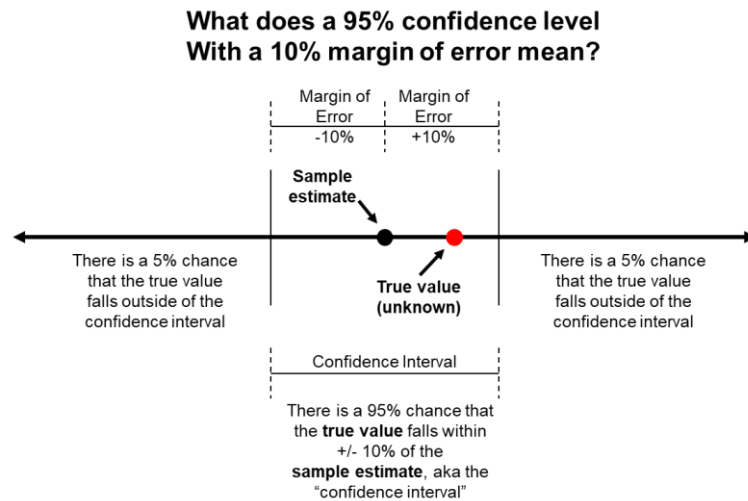 What does a 95% confidence level
With a 10% margin of error mean?
Margin of
Error
-10%
Margin of
Error
+10%
Sample
estimate
True value
(unknown)
There is a 5% chance
that the true value
falls outside of the
confidence interval
There is a 5% chance
that the true value
falls outside of the
confidence interval
Confidence Interval
There is a 95% chance that
the true value falls within
+/- 10% of the
sample estimate, aka the
“confidence interval”